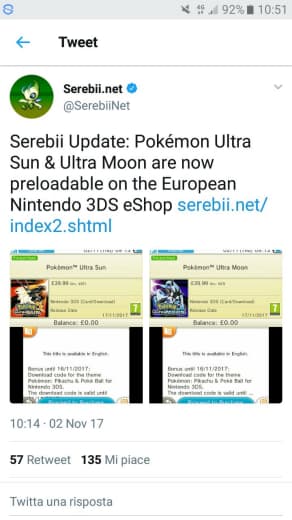 92% 10:51
Tweet
Serebii.net
@SerebiiNet
Serebii Update: Pokémon Ultra
Sun & Ultra Moon are now
preloadable on the European
Nintendo 3DS eShop serebii.net/
index2.shtml
Pokémon™ Ultra Sun
£39.99
Nintendo 3DS (Card/Download)
Release Date
17/11/2017
7
Balance: £0.00
This title is available in English.
Bonus until 16/11/2017:
Download code for the theme
Pokémon: Pikachu & Poké Ball for
Nintendo 3DS.
The download code is valid until
Pokémon™ Ultra Moon
£39.99
Nintendo 3DS (Card/Download)
Release Date
17/11/2017
7
Balance: £0.00
This title is available in English.
Bonus until 16/11/2017:
Download code for the theme
Pokémon: Pikachu & Poké Ball for
Nintendo 3DS.
The download code is valid until
10:14 · 02 Nov 17
57 Retweet 135 Mi piace
Twitta una risposta